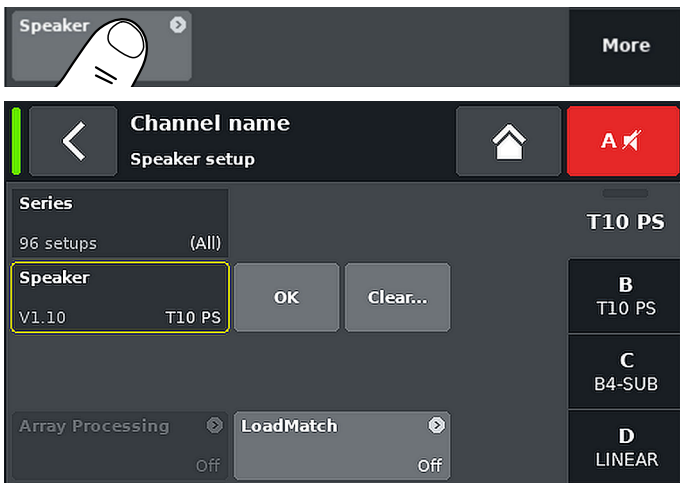 Speaker
More
Channel name
Speaker setup
A
Series
96 setups (All)
T10 PS
Speaker
V1.10 T10 PS
OK
Clear...
B
T10 PS
C
B4-SUB
Array Processing
Off
LoadMatch
Off
D
LINEAR